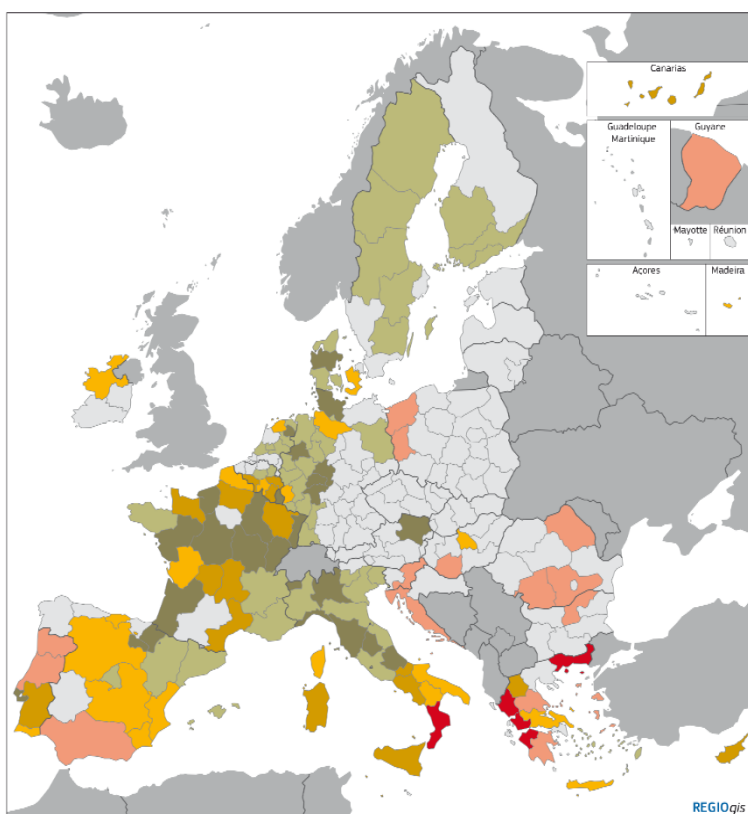 Canarias
Guadeloupe
Martinique
Guyane
Mayotte
Réunion
Açores
Madeira
REGIOgis